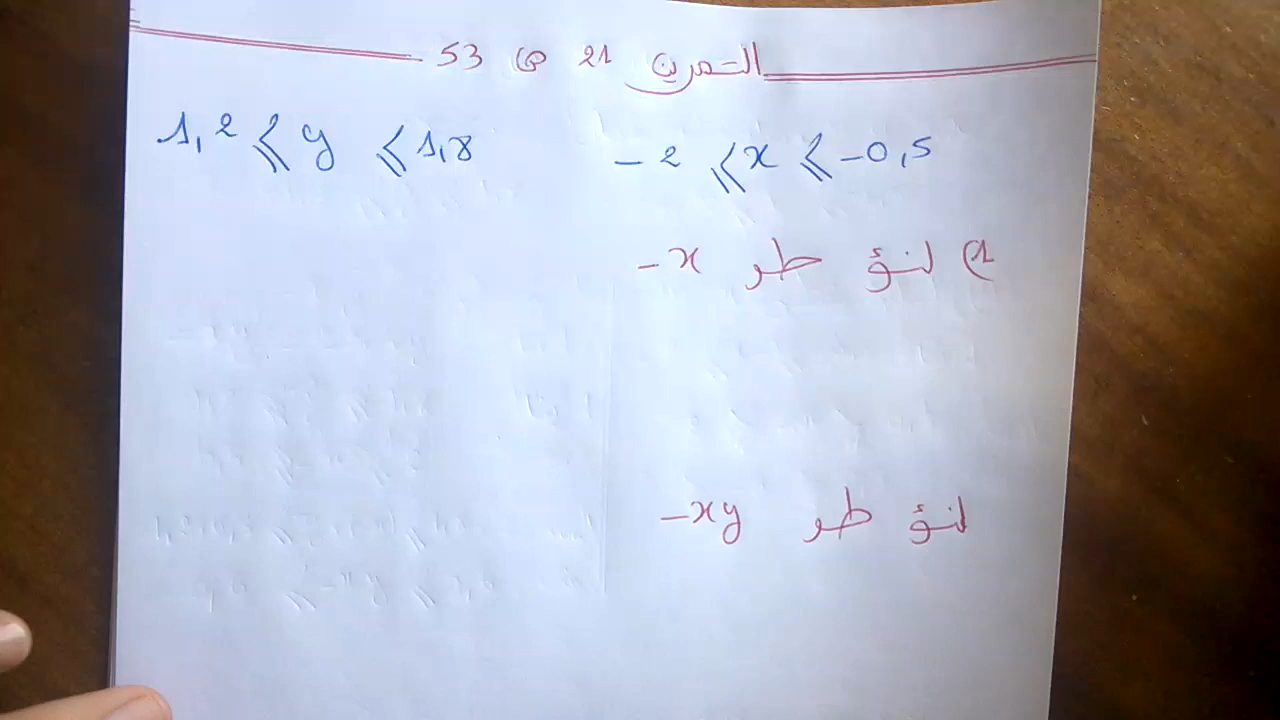 التمرين 21 ص 53
-2 ⩽ x ⩽ -0,5
1,2 ⩽ y ⩽ 1,8
1) لنؤطر -x
لنؤطر -xy